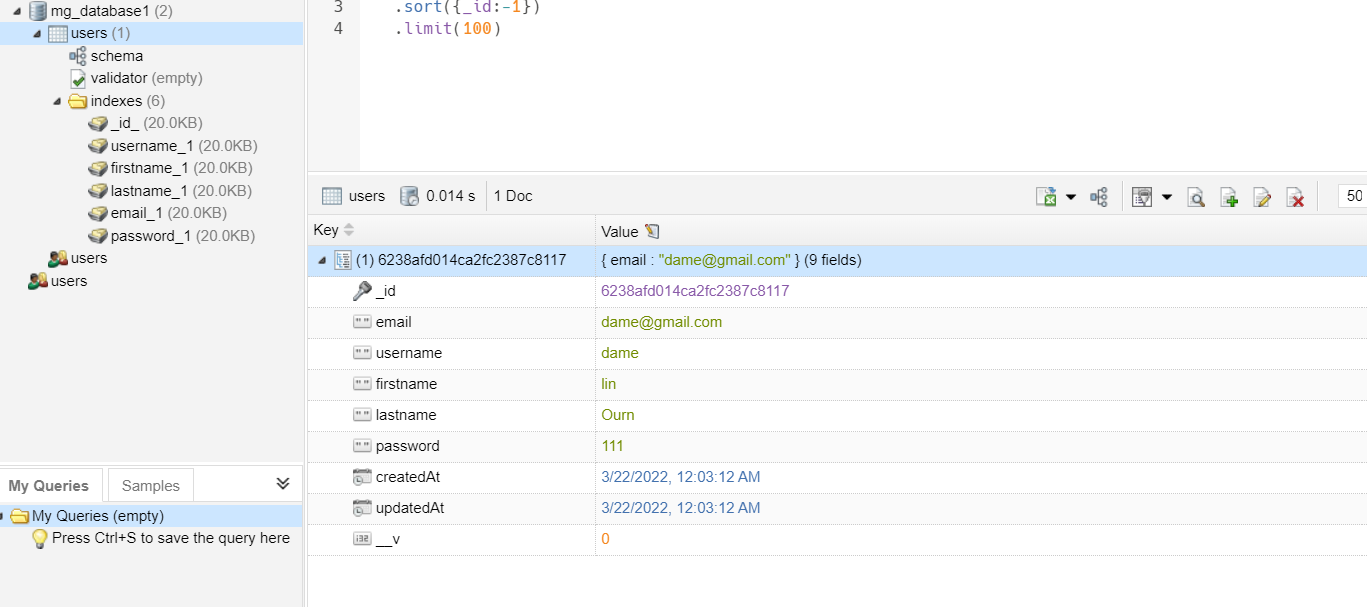 mg_database1 (2)
users (1)
schema
validator (empty)
indexes (6)
_id_ (20.0KB)
username_1 (20.0KB)
firstname_1 (20.0KB)
lastname_1 (20.0KB)
email_1 (20.0KB)
password_1 (20.0KB)
users
users
My Queries Samples
My Queries (empty)
Press Ctrl+S to save the query here
3 .sort({_id:-1})
4 .limit(100)
users 0.014 s 1 Doc 50
Key Value
(1) 6238afd014ca2fc2387c8117 { email : "dame@gmail.com" } (9 fields)
_id 6238afd014ca2fc2387c8117
" " email dame@gmail.com
" " username dame
" " firstname lin
" " lastname Ourn
" " password 111
createdAt 3/22/2022, 12:03:12 AM
updatedAt 3/22/2022, 12:03:12 AM
i32 __v 0